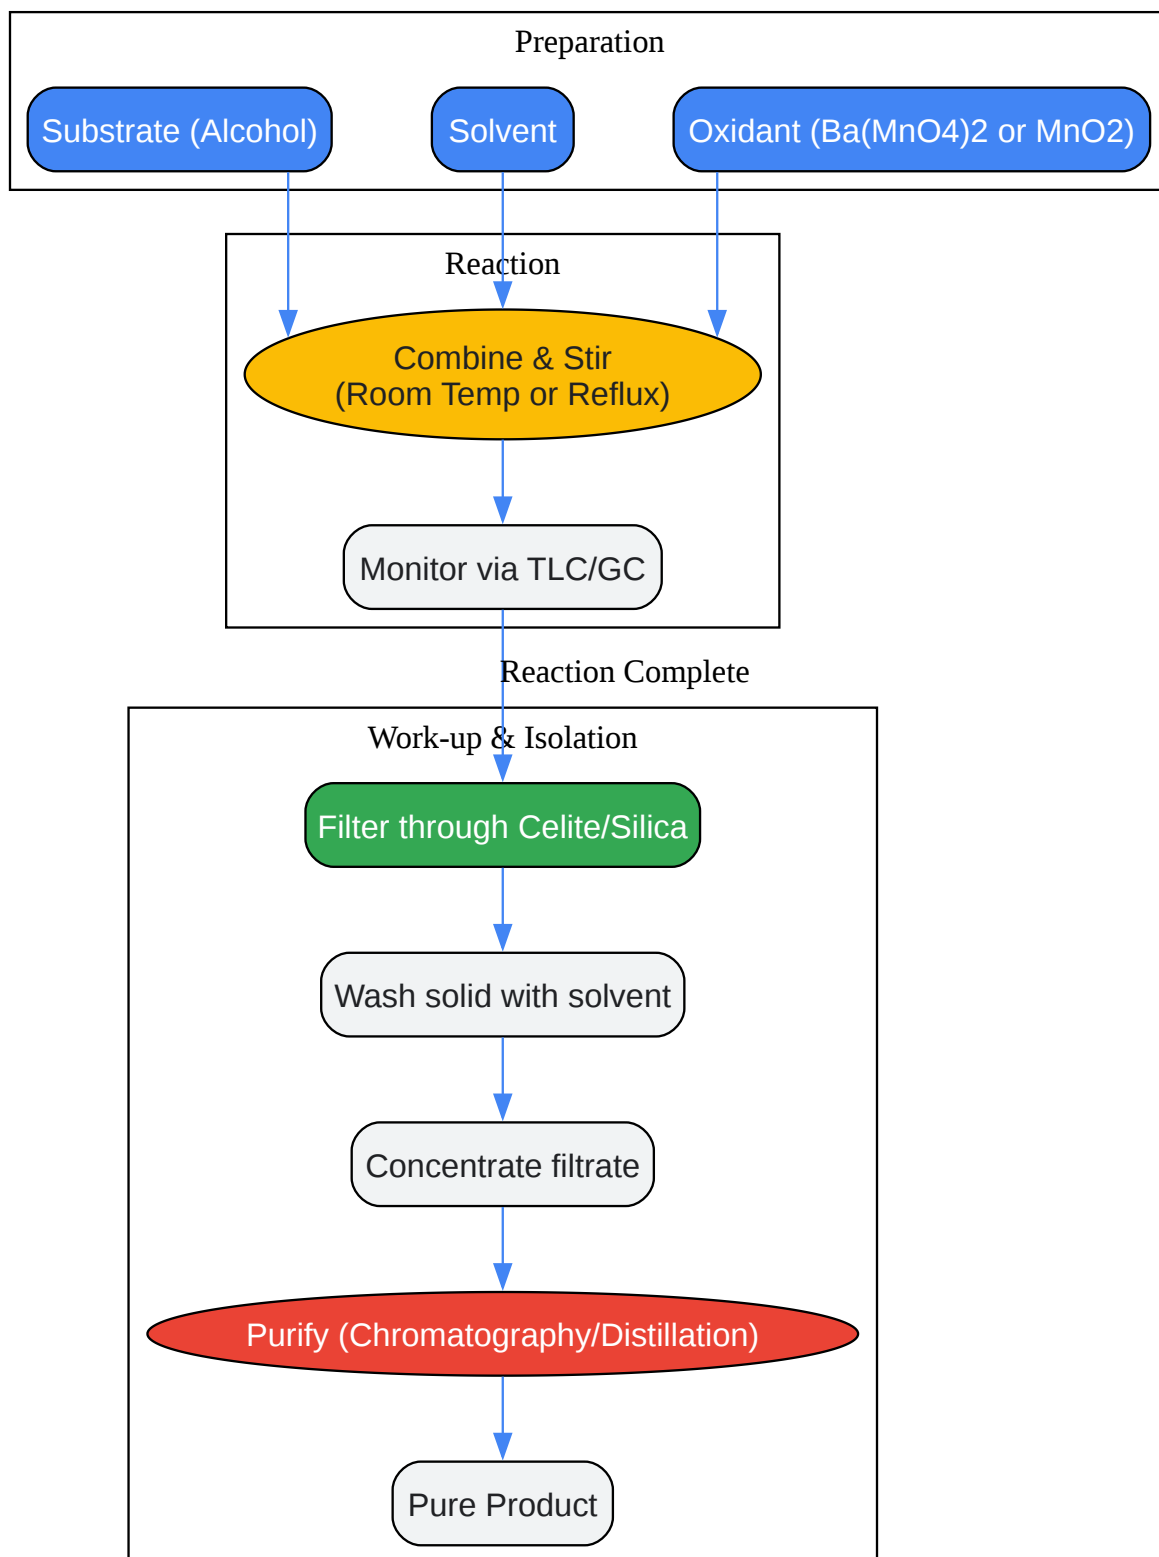 Preparation
Substrate (Alcohol)
Solvent
Oxidant (Ba(MnO4)2 or MnO2)
Reaction
Combine & Stir
(Room Temp or Reflux)
Monitor via TLC/GC
Reaction Complete
Work-up & Isolation
Filter through Celite/Silica
Wash solid with solvent
Concentrate filtrate
Purify (Chromatography/Distillation)
Pure Product